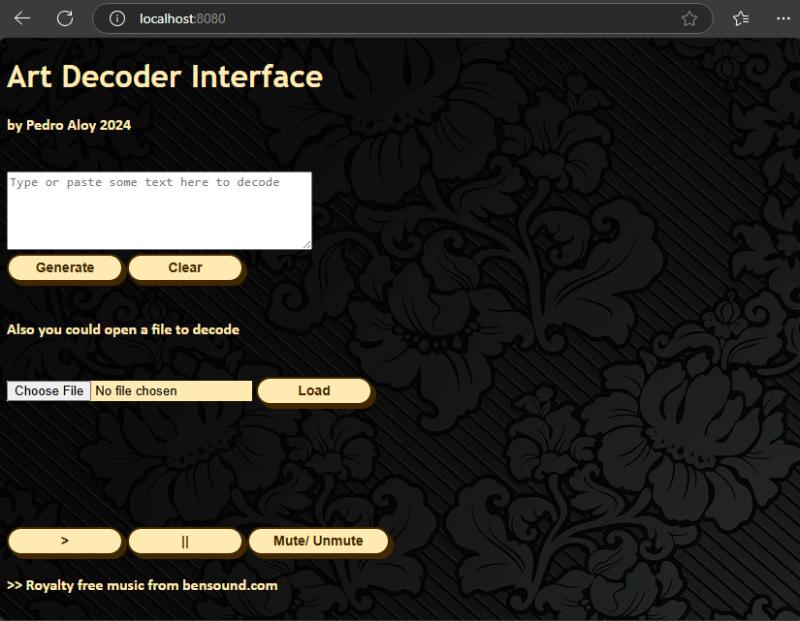 localhost:8080
Art Decoder Interface
by Pedro Aloy 2024
Type or paste some text here to decode
Generate Clear
Also you could open a file to decode
Choose File No file chosen Load
> || Mute/ Unmute
>> Royalty free music from bensound.com